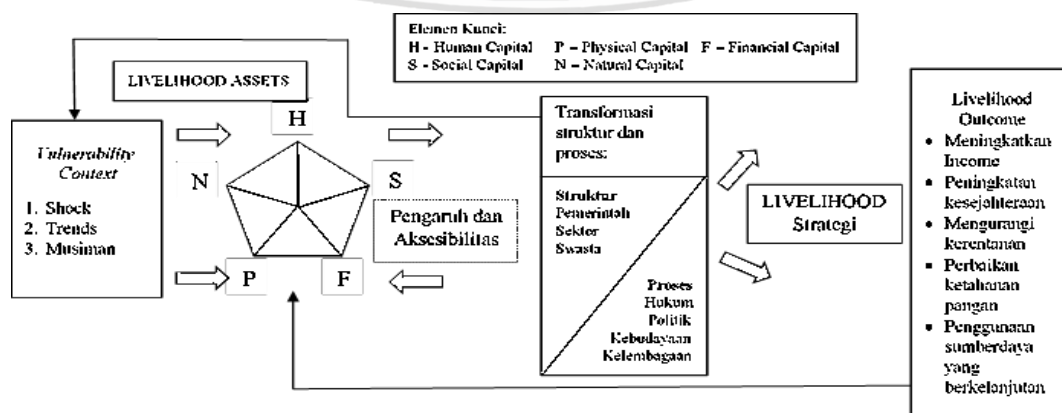 Elemen Kunci:
H - Human Capital P – Physical Capital F – Financial Capital
S - Social Capital N – Natural Capital
LIVELIHOOD ASSETS
H
N
S
P
F
Vulnerability
Context
1. Shock
2. Trends
3. Musiman
Pengaruh dan
Aksesibilitas
Transformasi
struktur dan
proses:
Struktur
Pemerintah
Sektor
Swasta
Proses
Hukum
Politik
Kebudayaan
Kelembagaan
LIVELIHOOD
Strategi
Livelihood
Outcome
• Meningkatkan
Income
• Peningkatan
kesejahteraan
• Mengurangi
kerentanan
• Perbaikan
ketahanan
pangan
• Penggunaan
sumberdaya
yang
berkelanjutan